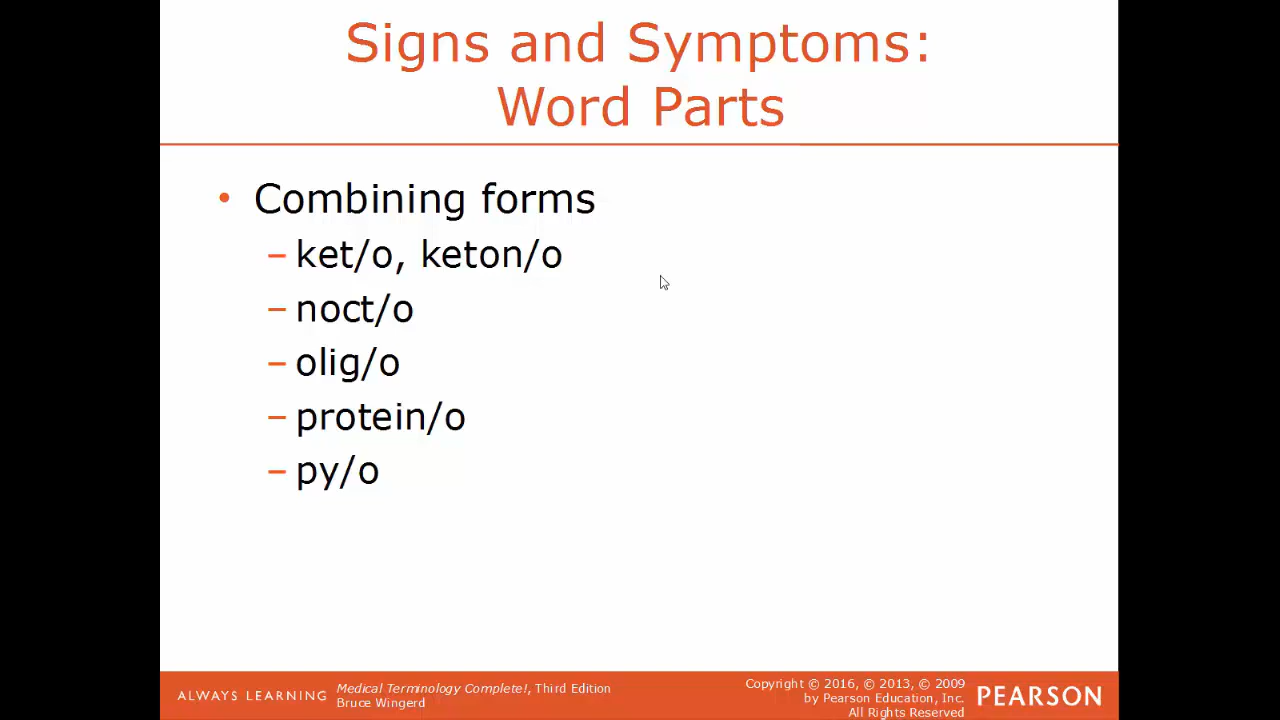 Signs and Symptoms:
Word Parts
• Combining forms
– ket/o, keton/o
– noct/o
– olig/o
– protein/o
– py/o
ALWAYS LEARNING
Medical Terminology Complete!, Third Edition
Bruce Wingerd
Copyright © 2016, © 2013, © 2009
by Pearson Education, Inc.
All Rights Reserved
PEARSON